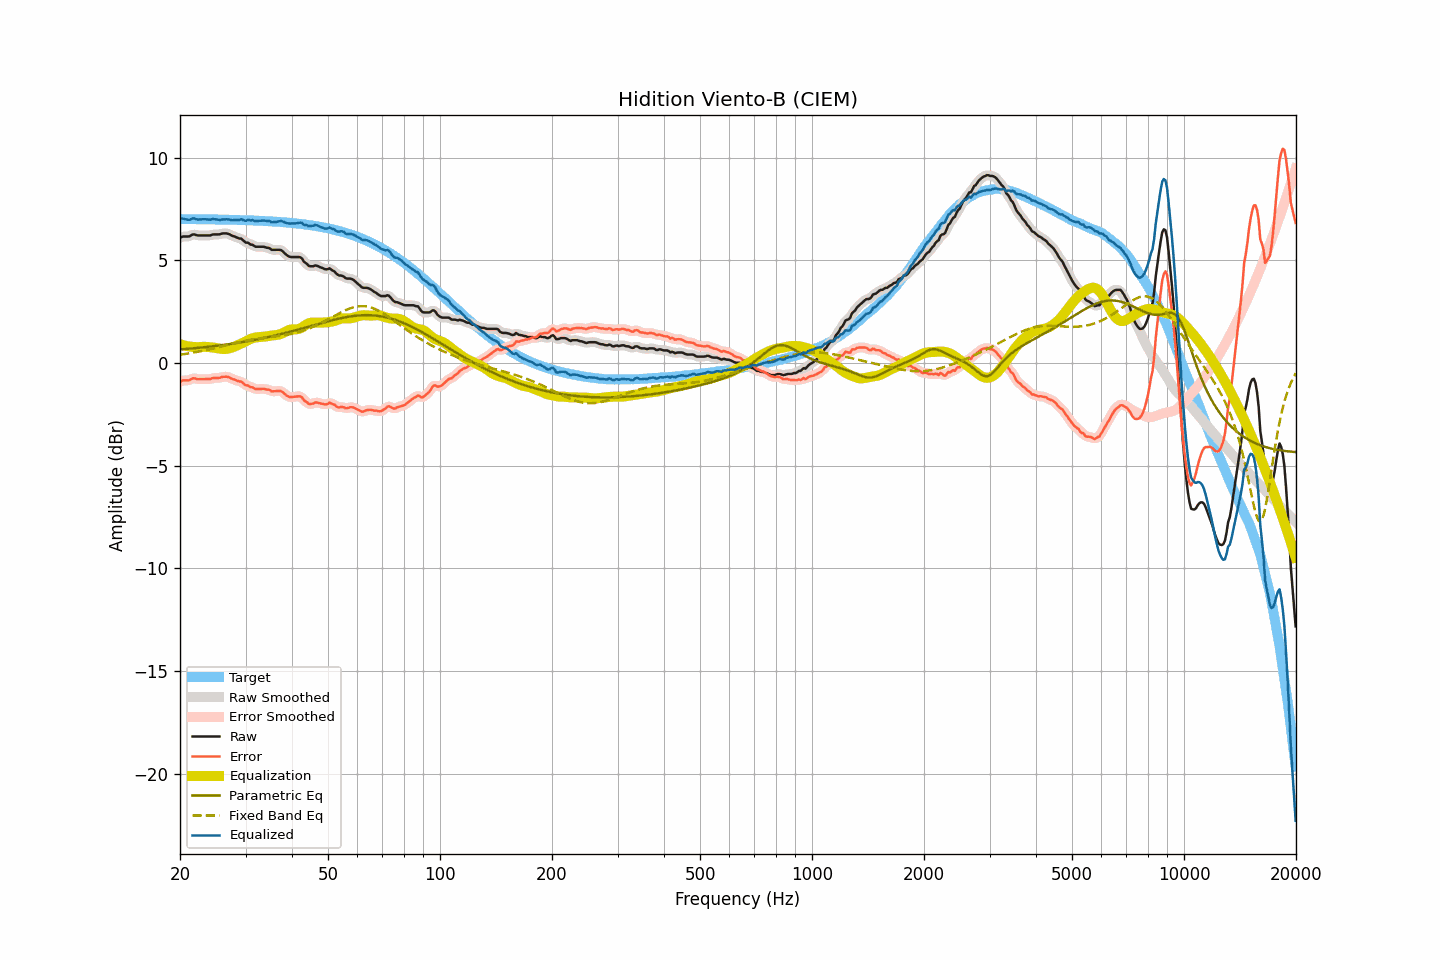 Hidition Viento-B (CIEM)
Amplitude (dBr)
10
5
0
−5
−10
−15
−20
Target
Raw Smoothed
Error Smoothed
Raw
Error
Equalization
Parametric Eq
Fixed Band Eq
Equalized
20 50 100 200 500 1000 2000 5000 10000 20000
Frequency (Hz)